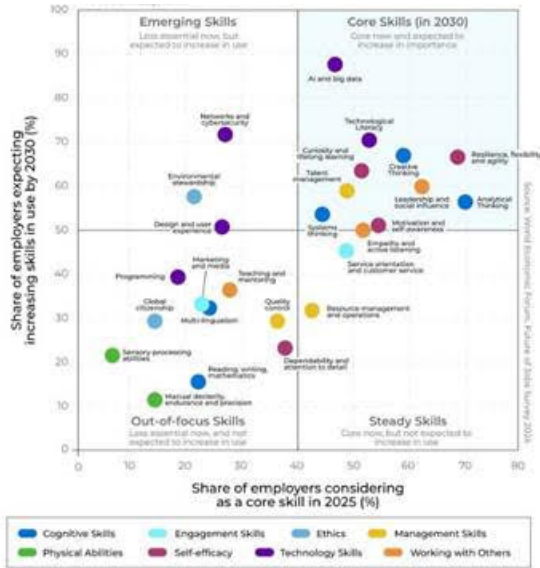 Emerging Skills
Less essential now, but
expected to increase in use
Core Skills (in 2030)
Core now and expected to
increase in importance
100
90
80
70
60
50
40
30
20
10
0
Share of employers expecting
increasing skills in use by 2030 (%)
AI and big data
Networks and
cybersecurity
Technological
Literacy
Curiosity and
lifelong learning
Creative
Thinking
Resilience, flexibility
and agility
Talent
management
Environmental
stewardship
Leadership and
social influence
Analytical
Thinking
Design and user
experience
Systems
thinking
Motivation and
self-awareness
Empathy and
active listening
Marketing
and media
Service orientation
and customer service
Programming
Teaching and
mentoring
Global
citizenship
Multi-lingualism
Quality
control
Resource management
and operations
Sensory-processing
abilities
Dependability and
attention to detail
Reading, writing,
mathematics
Manual dexterity,
endurance and precision
Out-of-focus Skills
Less essential now, and not
expected to increase in use
Steady Skills
Core now, but not expected to
increase in use
0
10
20
30
40
50
60
70
80
Share of employers considering
as a core skill in 2025 (%)
Source: World Economic Forum, Future of Jobs Survey 2024
Cognitive Skills
Engagement Skills
Ethics
Management Skills
Physical Abilities
Self-efficacy
Technology Skills
Working with Others